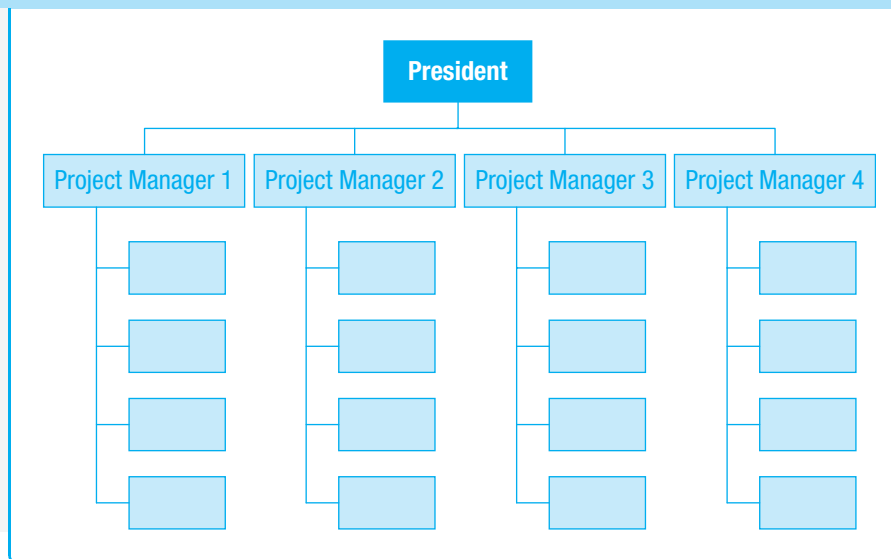 President
Project Manager 1
Project Manager 2
Project Manager 3
Project Manager 4